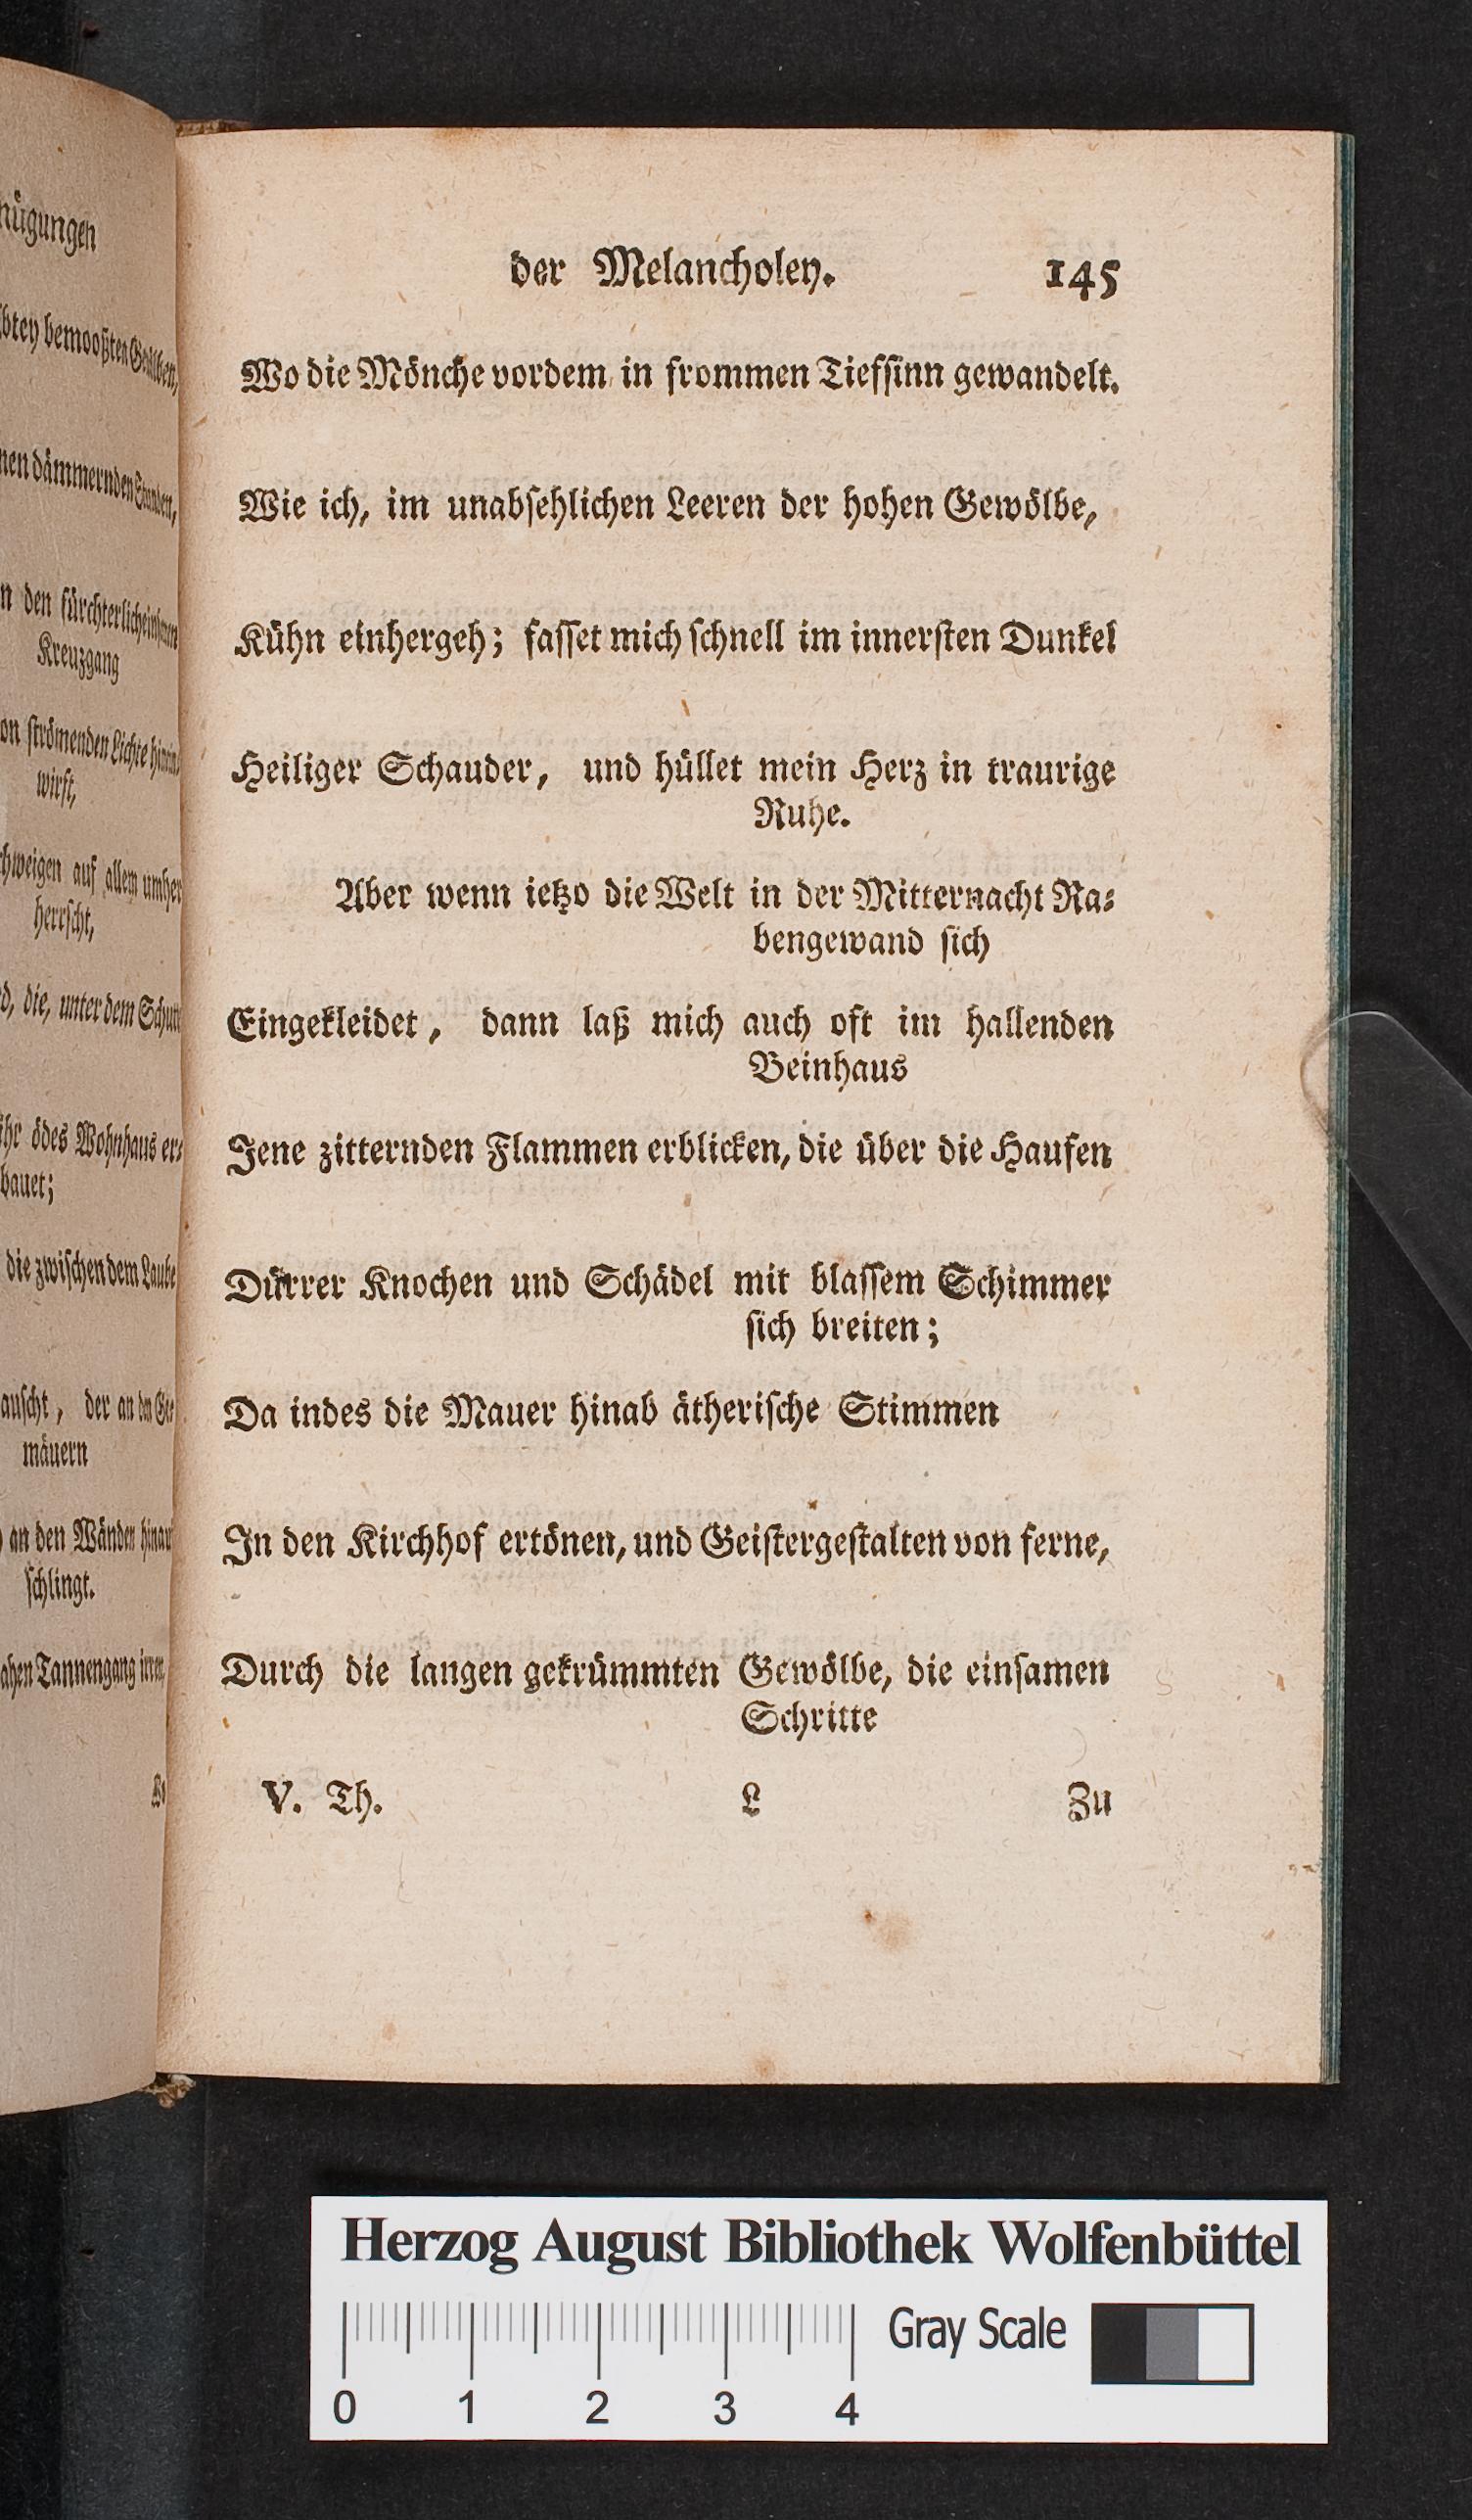 nügungen
btey bemooßten
nen dämmernden
n den fürchterlicheinsamen
Kreuzgang
on strömenden Lichte
wirft,
hweigen auf allem umher
herrscht,
d, die, unter dem Schutt
ihr ödes Wohnhaus er⸗
bauet;
die zwischen dem Laube
auscht, der an den Ge⸗
mäuern
an den Wänden hinauf
schlingt.
ahen Tannengang
Wo
der Melancholey. 145
Wo die Mönche vordem in frommen Tiefsinn gewandelt.
Wie ich, im unabsehlichen Leeren der hohen Gewölbe,
Kühn einhergeh; fasset mich schnell im innersten Dunkel
Heiliger Schauder, und hüllet mein Herz in traurige
Ruhe.
Aber wenn ietzo die Welt in der Mitternacht Ra⸗
bengewand sich
Eingekleidet, dann laß mich auch oft im hallenden
Beinhaus
Jene zitternden Flammen erblicken, die über die Haufen
Dürrer Knochen und Schädel mit blassem Schimmer
sich breiten;
Da indes die Mauer hinab ätherische Stimmen
In den Kirchhof ertönen, und Geistergestalten von ferne,
Durch die langen gekrümmten Gewölbe, die einsamen
Schritte
V. Th. L Zu
Herzog August Bibliothek Wolfenbüttel
Gray Scale
0 1 2 3 4